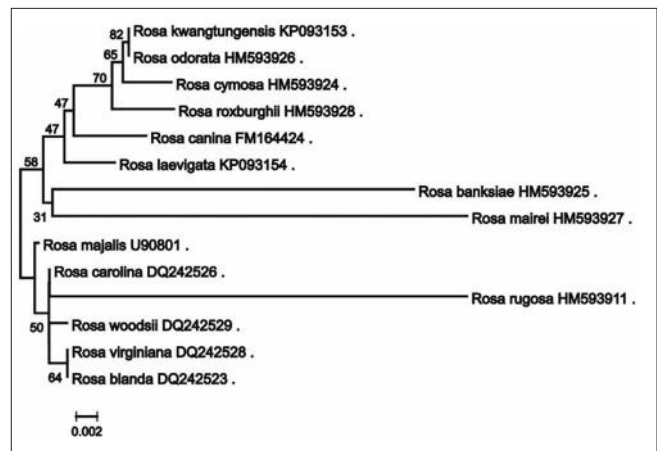 82 Rosa kwangtungensis KP093153 .
Rosa odorata HM593926 .
65
Rosa cymosa HM593924 .
70
Rosa roxburghii HM593928 .
47
Rosa canina FM164424 .
47
Rosa laevigata KP093154 .
58
Rosa banksiae HM593925 .
31 Rosa mairei HM593927 .
Rosa majalis U90801 .
Rosa carolina DQ242526 .
Rosa rugosa HM593911 .
50 Rosa woodsii DQ242529 .
Rosa virginiana DQ242528 .
64 Rosa blanda DQ242523 .
0.002